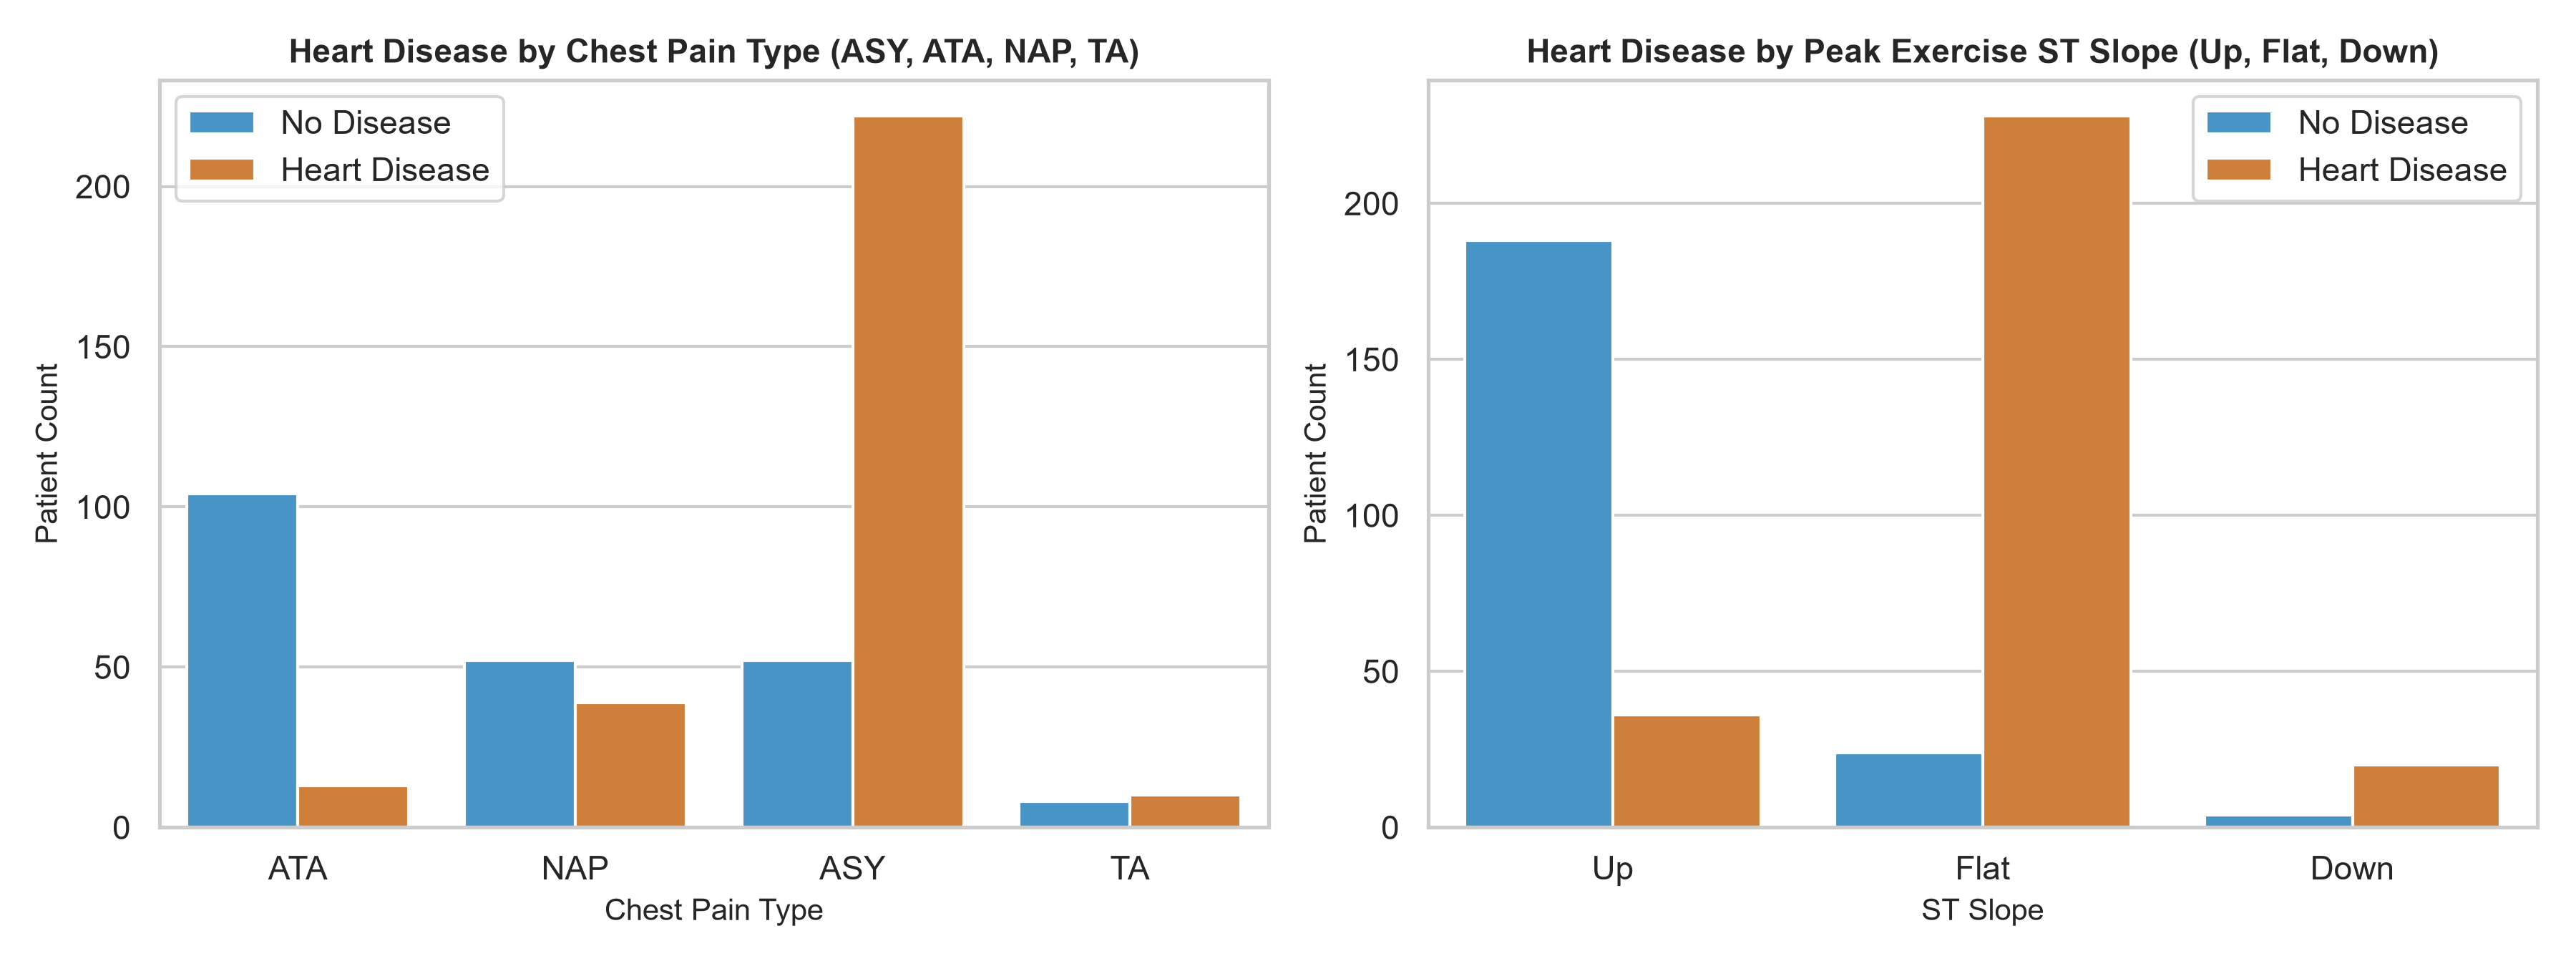 Heart Disease by Chest Pain Type (ASY, ATA, NAP, TA)
No Disease
Heart Disease
200
150
100
50
0
Patient Count
ATA NAP ASY TA
Chest Pain Type
Heart Disease by Peak Exercise ST Slope (Up, Flat, Down)
No Disease
Heart Disease
200
150
100
50
0
Patient Count
Up Flat Down
ST Slope